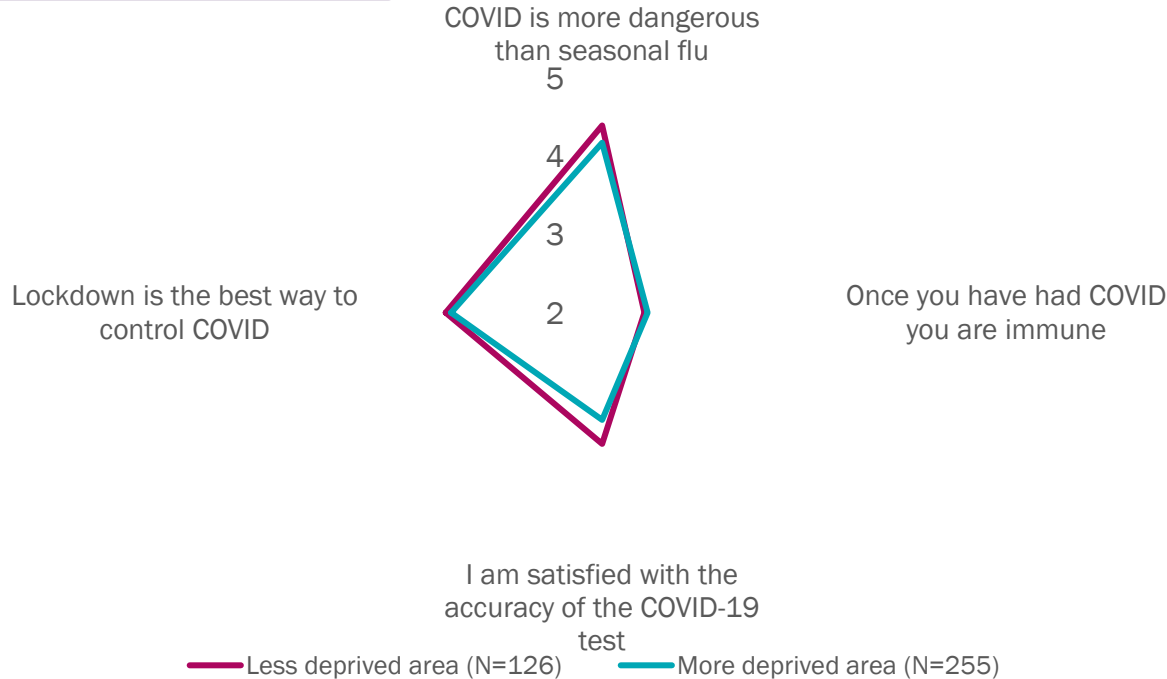 COVID is more dangerous
than seasonal flu
5
4
3
2
Lockdown is the best way to
control COVID
Once you have had COVID
you are immune
I am satisfied with the
accuracy of the COVID-19
test
Less deprived area (N=126)
More deprived area (N=255)